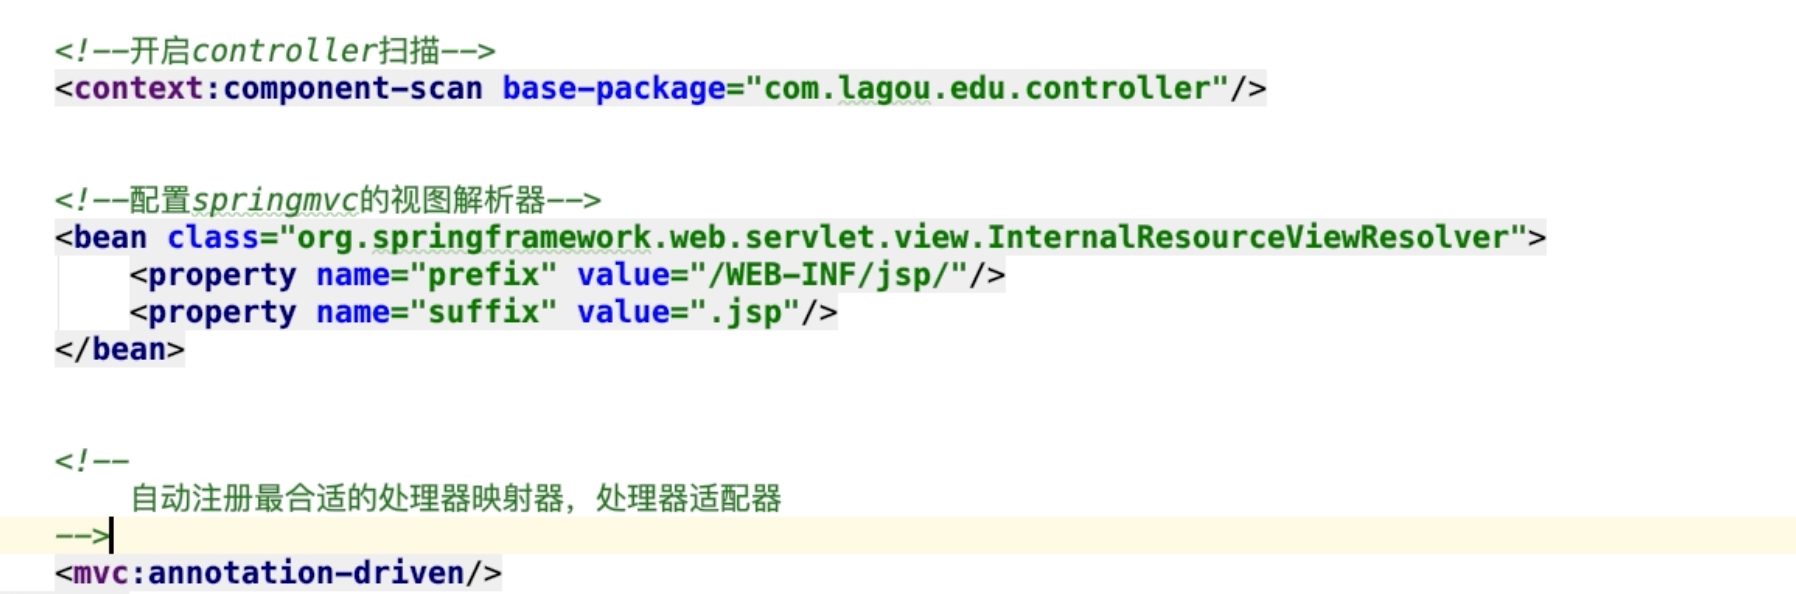 <!--开启controller扫描-->
<context:component-scan base-package="com.lagou.edu.controller"/>
<!--配置springmvc的视图解析器-->
<bean class="org.springframework.web.servlet.view.InternalResourceViewResolver">
    <property name="prefix" value="/WEB-INF/jsp/"/>
    <property name="suffix" value=".jsp"/>
</bean>
<!--
    自动注册最合适的处理器映射器，处理器适配器
-->
<mvc:annotation-driven/>